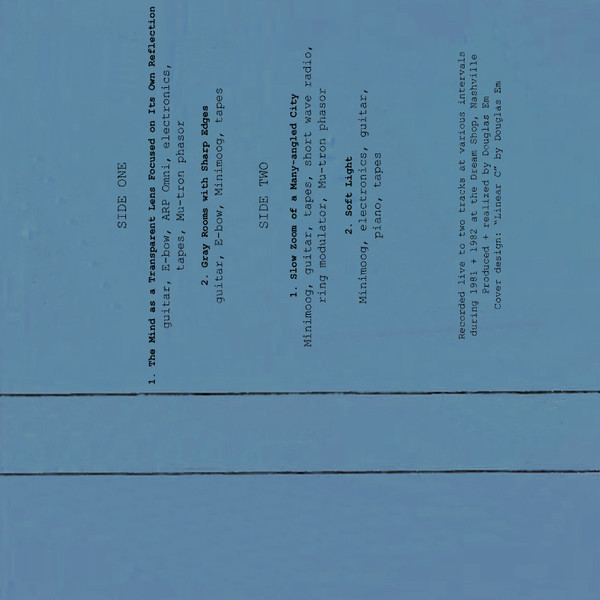 SIDE ONE
1. The Mind as a Transparent Lens Focused on Its Own Reflection
guitar, E-bow, ARP Omni, electronics,
tapes, Mu-tron phasor
2. Gray Rooms with Sharp Edges
guitar, E-bow, Minimoog, tapes
SIDE TWO
1. Slow Zoom of a Many-angled City
Minimoog, guitar, tapes, short wave radio,
ring modulator, Mu-tron phasor
2. Soft Light
Minimoog, electronics, guitar,
piano, tapes
Recorded live to two tracks at various intervals
during 1981 + 1982 at the Dream Shop, Nashville
Produced + realized by Douglas Em
Cover design: "Linear C" by Douglas Em